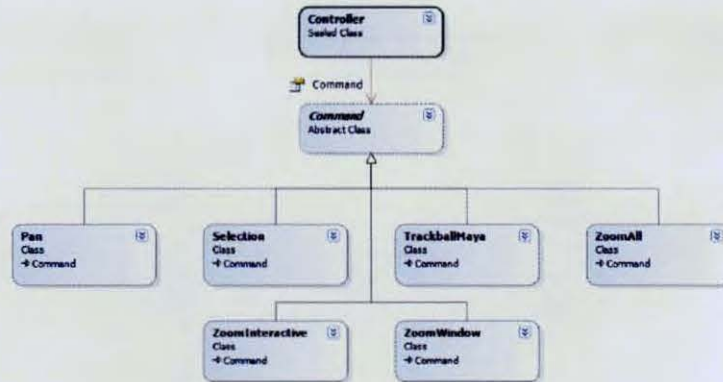 Controller
Sealed Class
Command
Command
Abstract Class
Pan
Class
Command
Selection
Class
Command
TrackballMaya
Class
Command
ZoomAll
Class
Command
ZoomInteractive
Class
Command
ZoomWindow
Class
Command